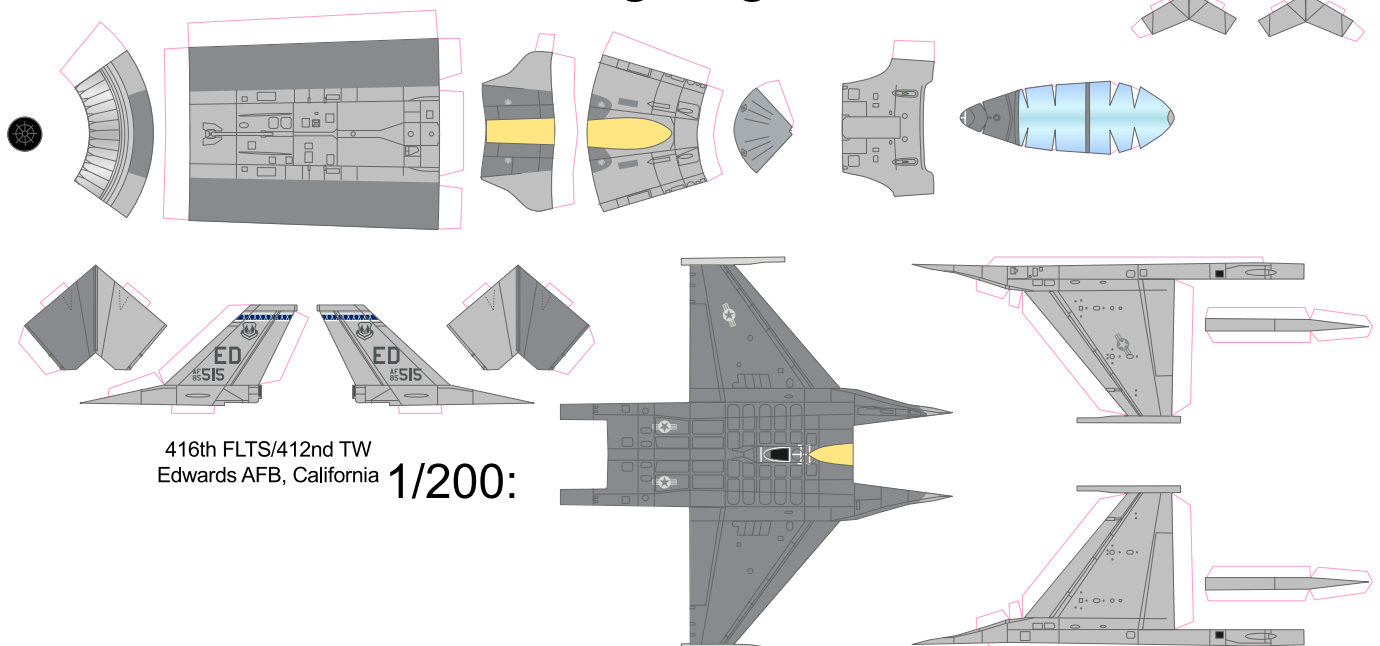 ED
AF
85 515
ED
AF
85 515
416th FLTS/412nd TW
Edwards AFB, California
1/200: